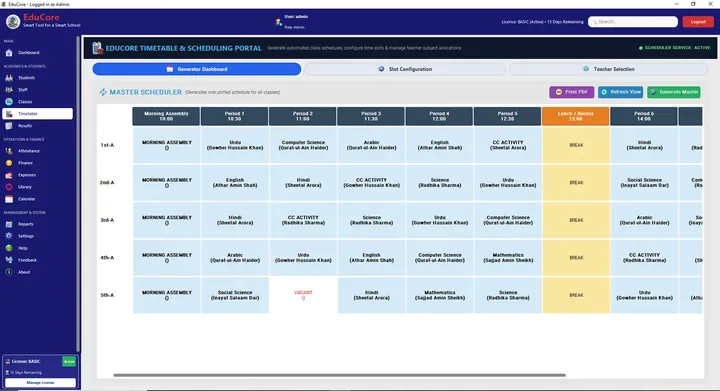 EduCore - Logged in as Admin
EduCore
Smart Tool for a Smart School
User: admin
Role: Admin
License: BASIC (Active) • 15 Days Remaining
Search...
Logout
MAIN
Dashboard
ACADEMICS & STUDENTS
Students
Staff
Classes
Timetable
Results
OPERATIONS & FINANCE
Attendance
Finance
Expenses
Library
Calendar
MANAGEMENT & SYSTEM
Reports
Settings
Help
Feedback
About
License: BASIC
Active
15 Days Remaining
Manage License
EDUCORE TIMETABLE & SCHEDULING PORTAL
Generate automated class schedules, configure time slots & manage teacher subject allocations
SCHEDULER SERVICE: ACTIVE
Generator Dashboard
Slot Configuration
Teacher Selection
MASTER SCHEDULER
(Generates one unified schedule for all classes)
Print PDF
Refresh View
Generate Master
Morning Assembly
10:00
Period 1
10:30
Period 2
11:00
Period 3
11:30
Period 4
12:00
Period 5
12:30
Lunch / Recess
13:00
Period 6
14:00
1st-A
MORNING ASSEMBLY
()
Urdu
(Gowher Hussain Khan)
Computer Science
(Qurat-ul-Ain Haider)
Arabic
(Qurat-ul-Ain Haider)
English
(Athar Amin Shah)
CC ACTIVITY
(Sheetal Arora)
BREAK
Hindi
(Sheetal Arora)
(Rad
2nd-A
MORNING ASSEMBLY
()
English
(Athar Amin Shah)
Hindi
(Sheetal Arora)
CC ACTIVITY
(Gowher Hussain Khan)
Science
(Radhika Sharma)
Urdu
(Gowher Hussain Khan)
BREAK
Social Science
(Inayat Salaam Dar)
Com
(Qura
3rd-A
MORNING ASSEMBLY
()
Hindi
(Sheetal Arora)
CC ACTIVITY
(Radhika Sharma)
Science
(Radhika Sharma)
Urdu
(Gowher Hussain Khan)
Computer Science
(Qurat-ul-Ain Haider)
BREAK
Arabic
(Qurat-ul-Ain Haider)
So
(Inaya
4th-A
MORNING ASSEMBLY
()
Arabic
(Qurat-ul-Ain Haider)
Urdu
(Gowher Hussain Khan)
English
(Athar Amin Shah)
Computer Science
(Qurat-ul-Ain Haider)
Mathematics
(Sajjad Amin Sheikh)
BREAK
CC ACTIVITY
(Radhika Sharma)
(Sh
5th-A
MORNING ASSEMBLY
()
Social Science
(Inayat Salaam Dar)
VACANT
()
Hindi
(Sheetal Arora)
Mathematics
(Sajjad Amin Sheikh)
Science
(Radhika Sharma)
BREAK
Urdu
(Gowher Hussain Khan)
(Atha